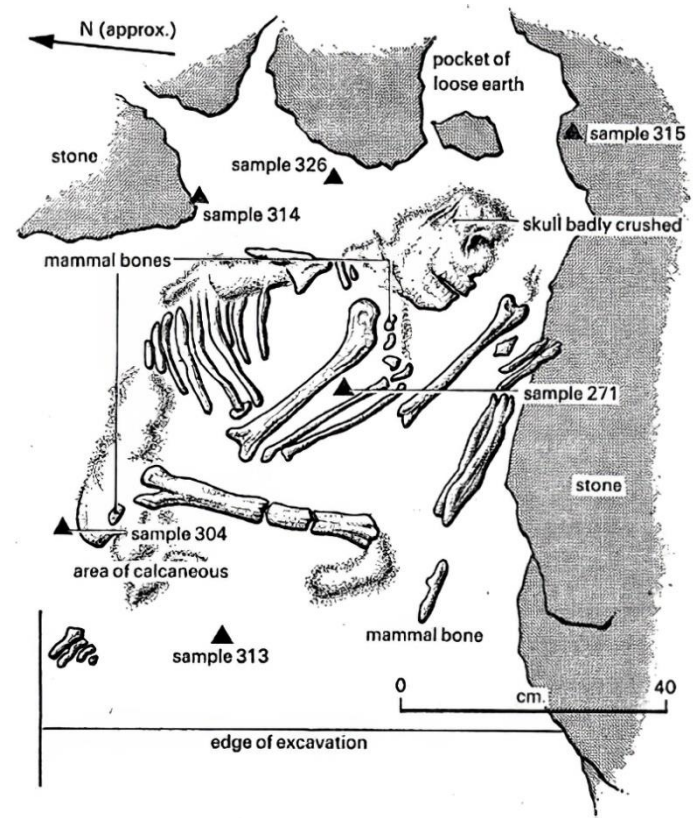 N (approx.)
pocket of
loose earth
sample 315
stone
sample 326
sample 314
skull badly crushed
mammal bones
sample 271
stone
sample 304
area of calcaneous
mammal bone
sample 313
0
40
cm.
edge of excavation